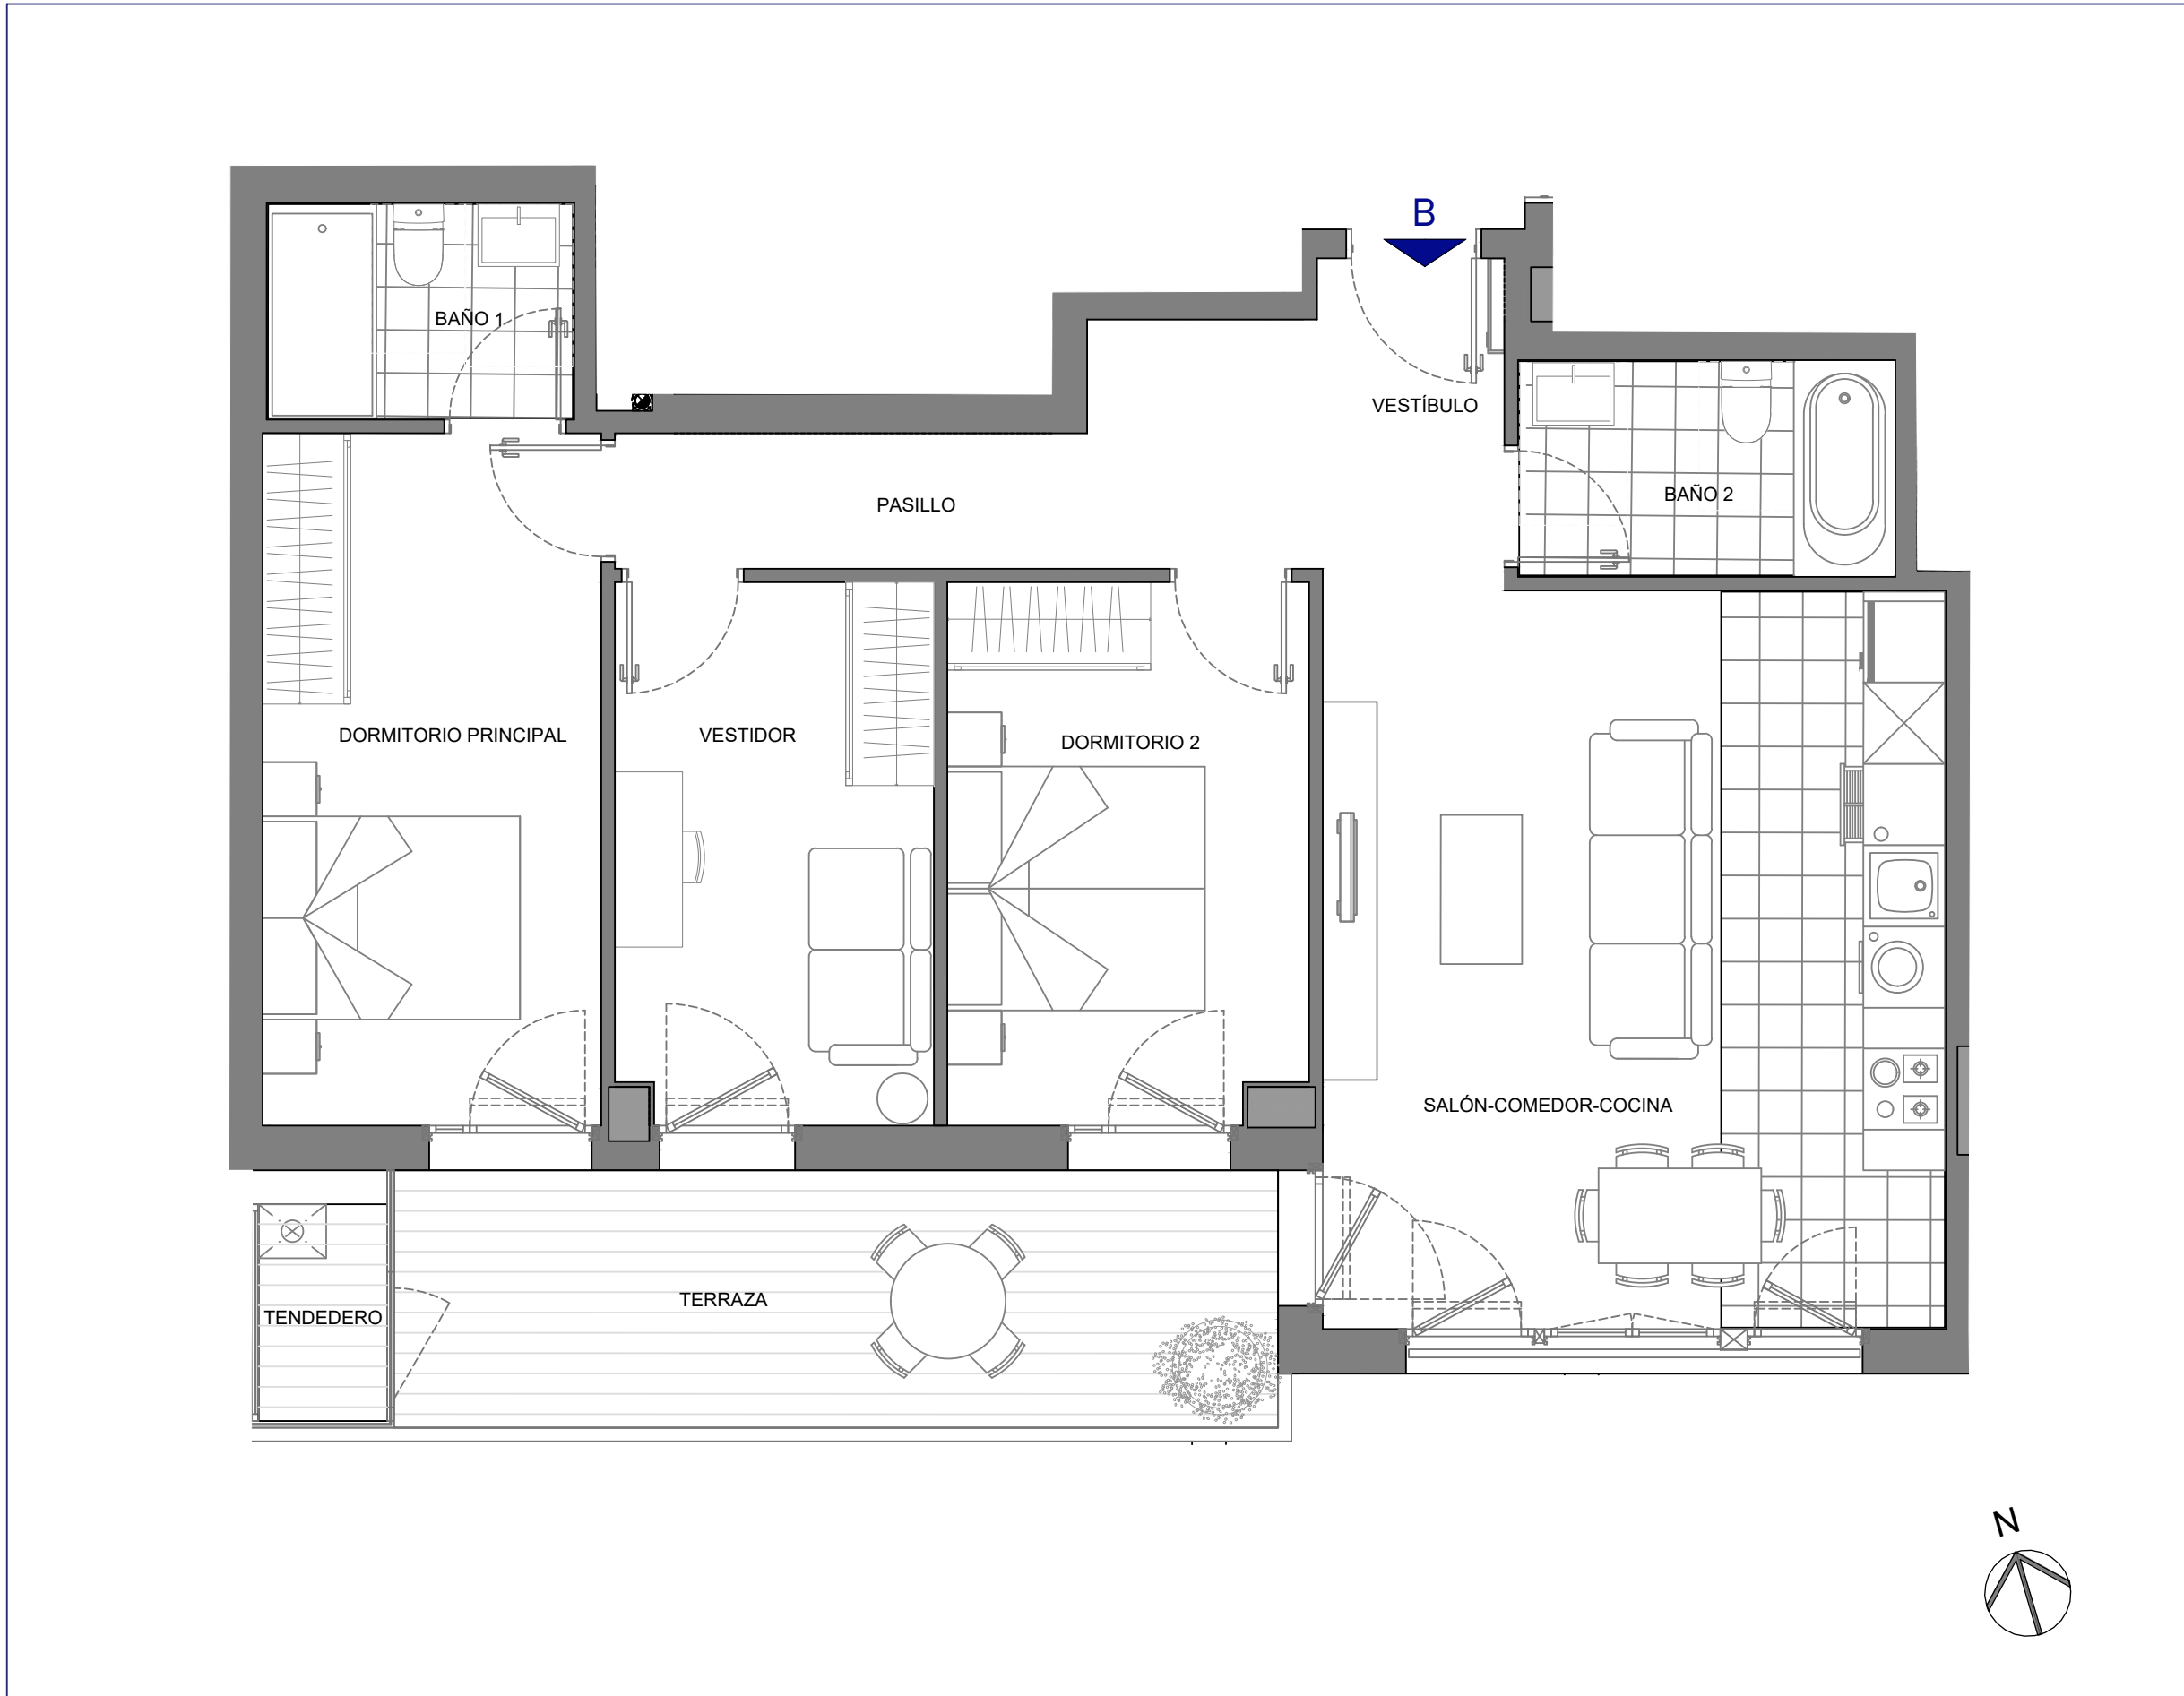 B
BAÑO 1
VESTÍBULO
BAÑO 2
PASILLO
DORMITORIO PRINCIPAL
VESTIDOR
DORMITORIO 2
SALÓN-COMEDOR-COCINA
TERRAZA
TENDEDERO
N